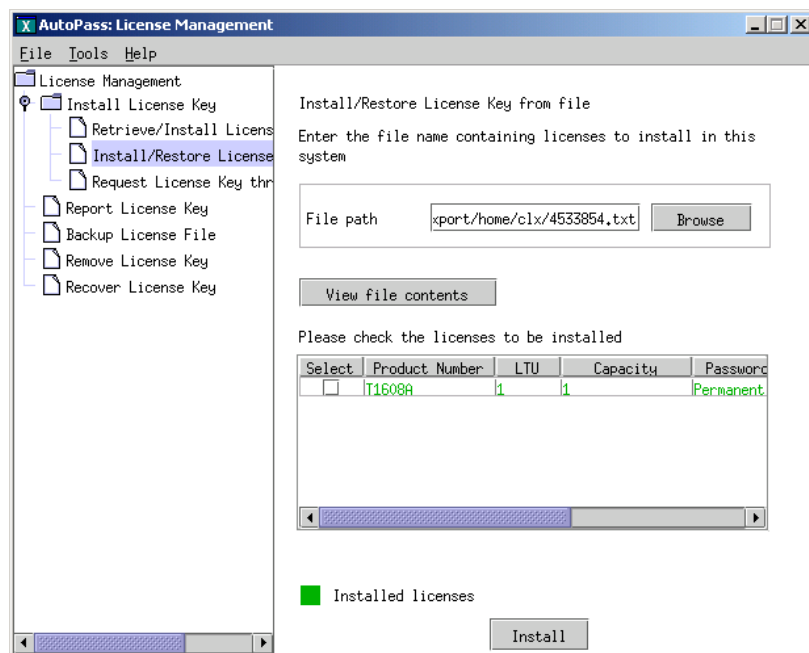 AutoPass: License Management
File Tools Help
License Management
Install License Key
Retrieve/Install Licens
Install/Restore License
Request License Key thr
Report License Key
Backup License File
Remove License Key
Recover License Key
Install/Restore License Key from file
Enter the file name containing licenses to install in this
system
File path xport/home/clx/4533854.txt Browse
View file contents
Please check the licenses to be installed
Select Product Number LTU Capacity Password
T1608A 1 1 Permanent
Installed licenses
Install